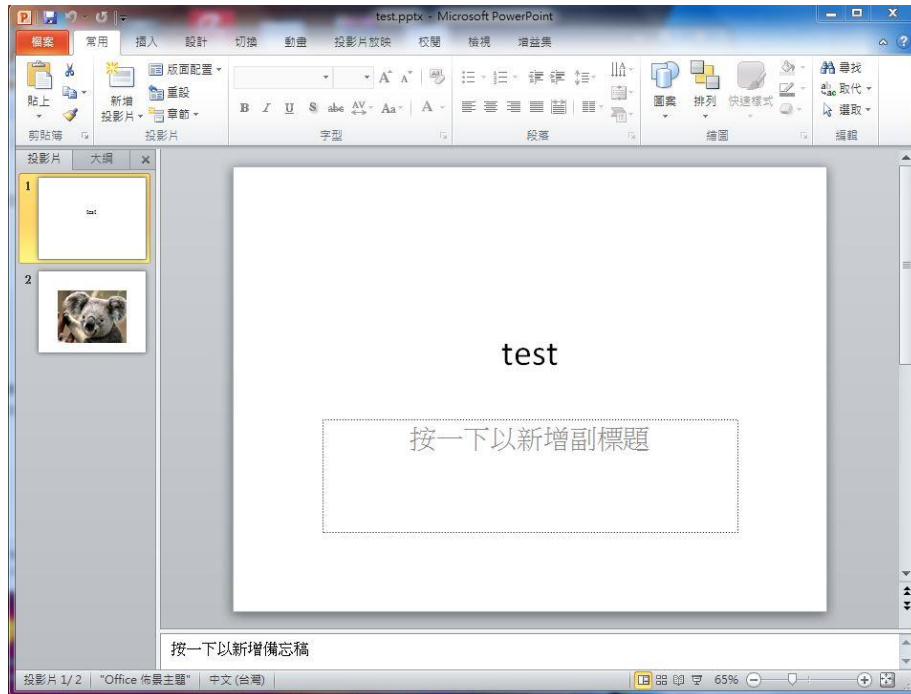 test.pptx - Microsoft PowerPoint
檔案 常用 插入 設計 切換 動畫 投影片放映 校閱 檢視 增益集
貼上 新增 投影片 版面配置 重設 章節 圖案 排列 快速樣式 尋找 取代 選取
剪貼簿 投影片 字型 段落 繪圖 編輯
投影片 大綱
1
test
2
test
按一下以新增副標題
按一下以新增備忘稿
投影片 1/2 "Office 佈景主題" 中文(台灣) 65%